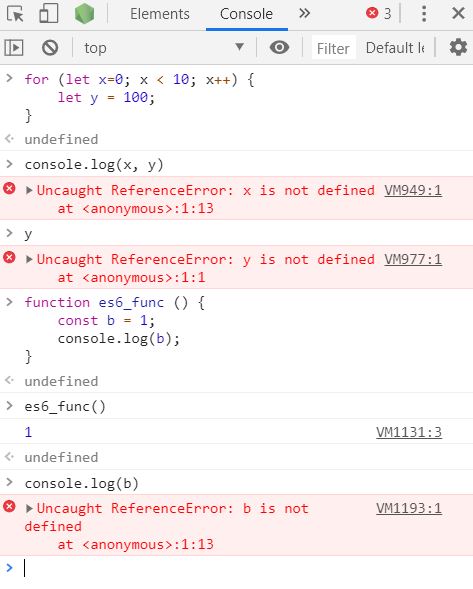 Elements Console » 3
top Filter Default le
> for (let x=0; x < 10; x++) {
let y = 100;
}
undefined
> console.log(x, y)
Uncaught ReferenceError: x is not defined VM949:1
at <anonymous>:1:13
> y
Uncaught ReferenceError: y is not defined VM977:1
at <anonymous>:1:1
> function es6_func () {
const b = 1;
console.log(b);
}
undefined
> es6_func()
1 VM1131:3
undefined
> console.log(b)
Uncaught ReferenceError: b is not VM1193:1
defined
at <anonymous>:1:13
>